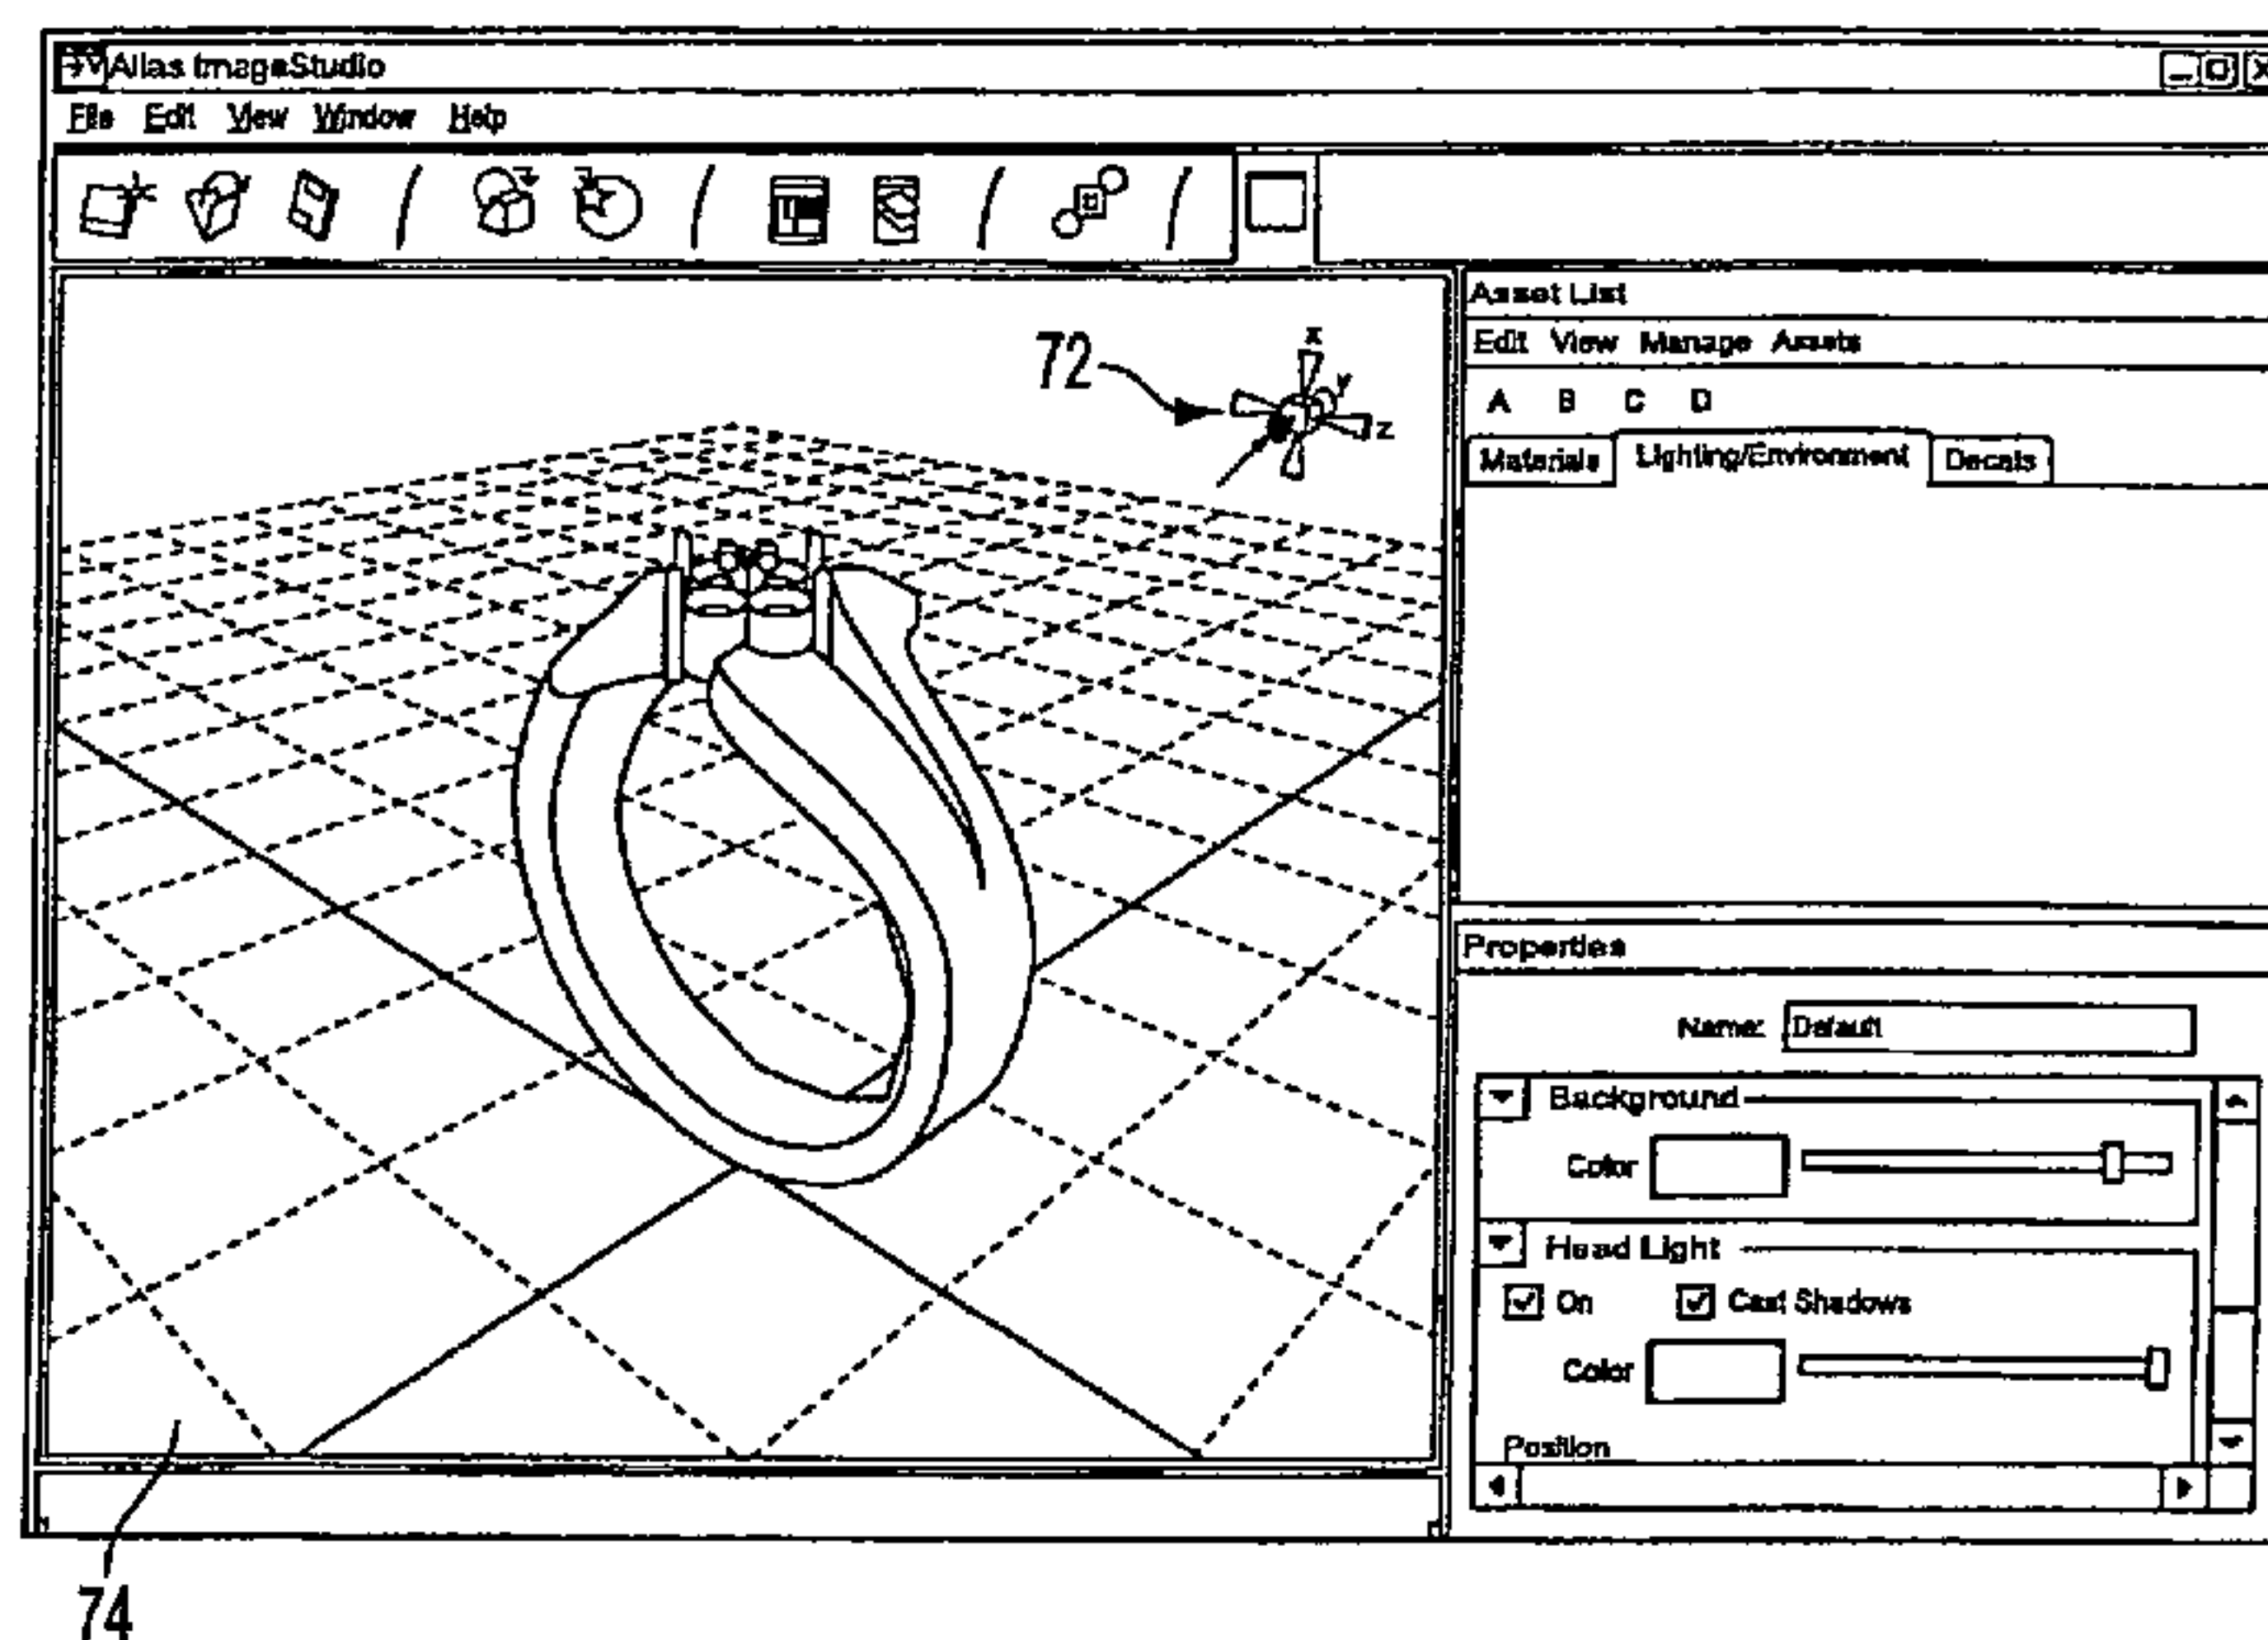 Alias ImageStudio
File Edit View Window Help
72
x
y
z
74
Asset List
Edit View Manage Assets
A B C D
Materials Lighting/Environment Decals
Properties
Name: Default
Background
Color
Head Light
On Cast Shadows
Color
Position